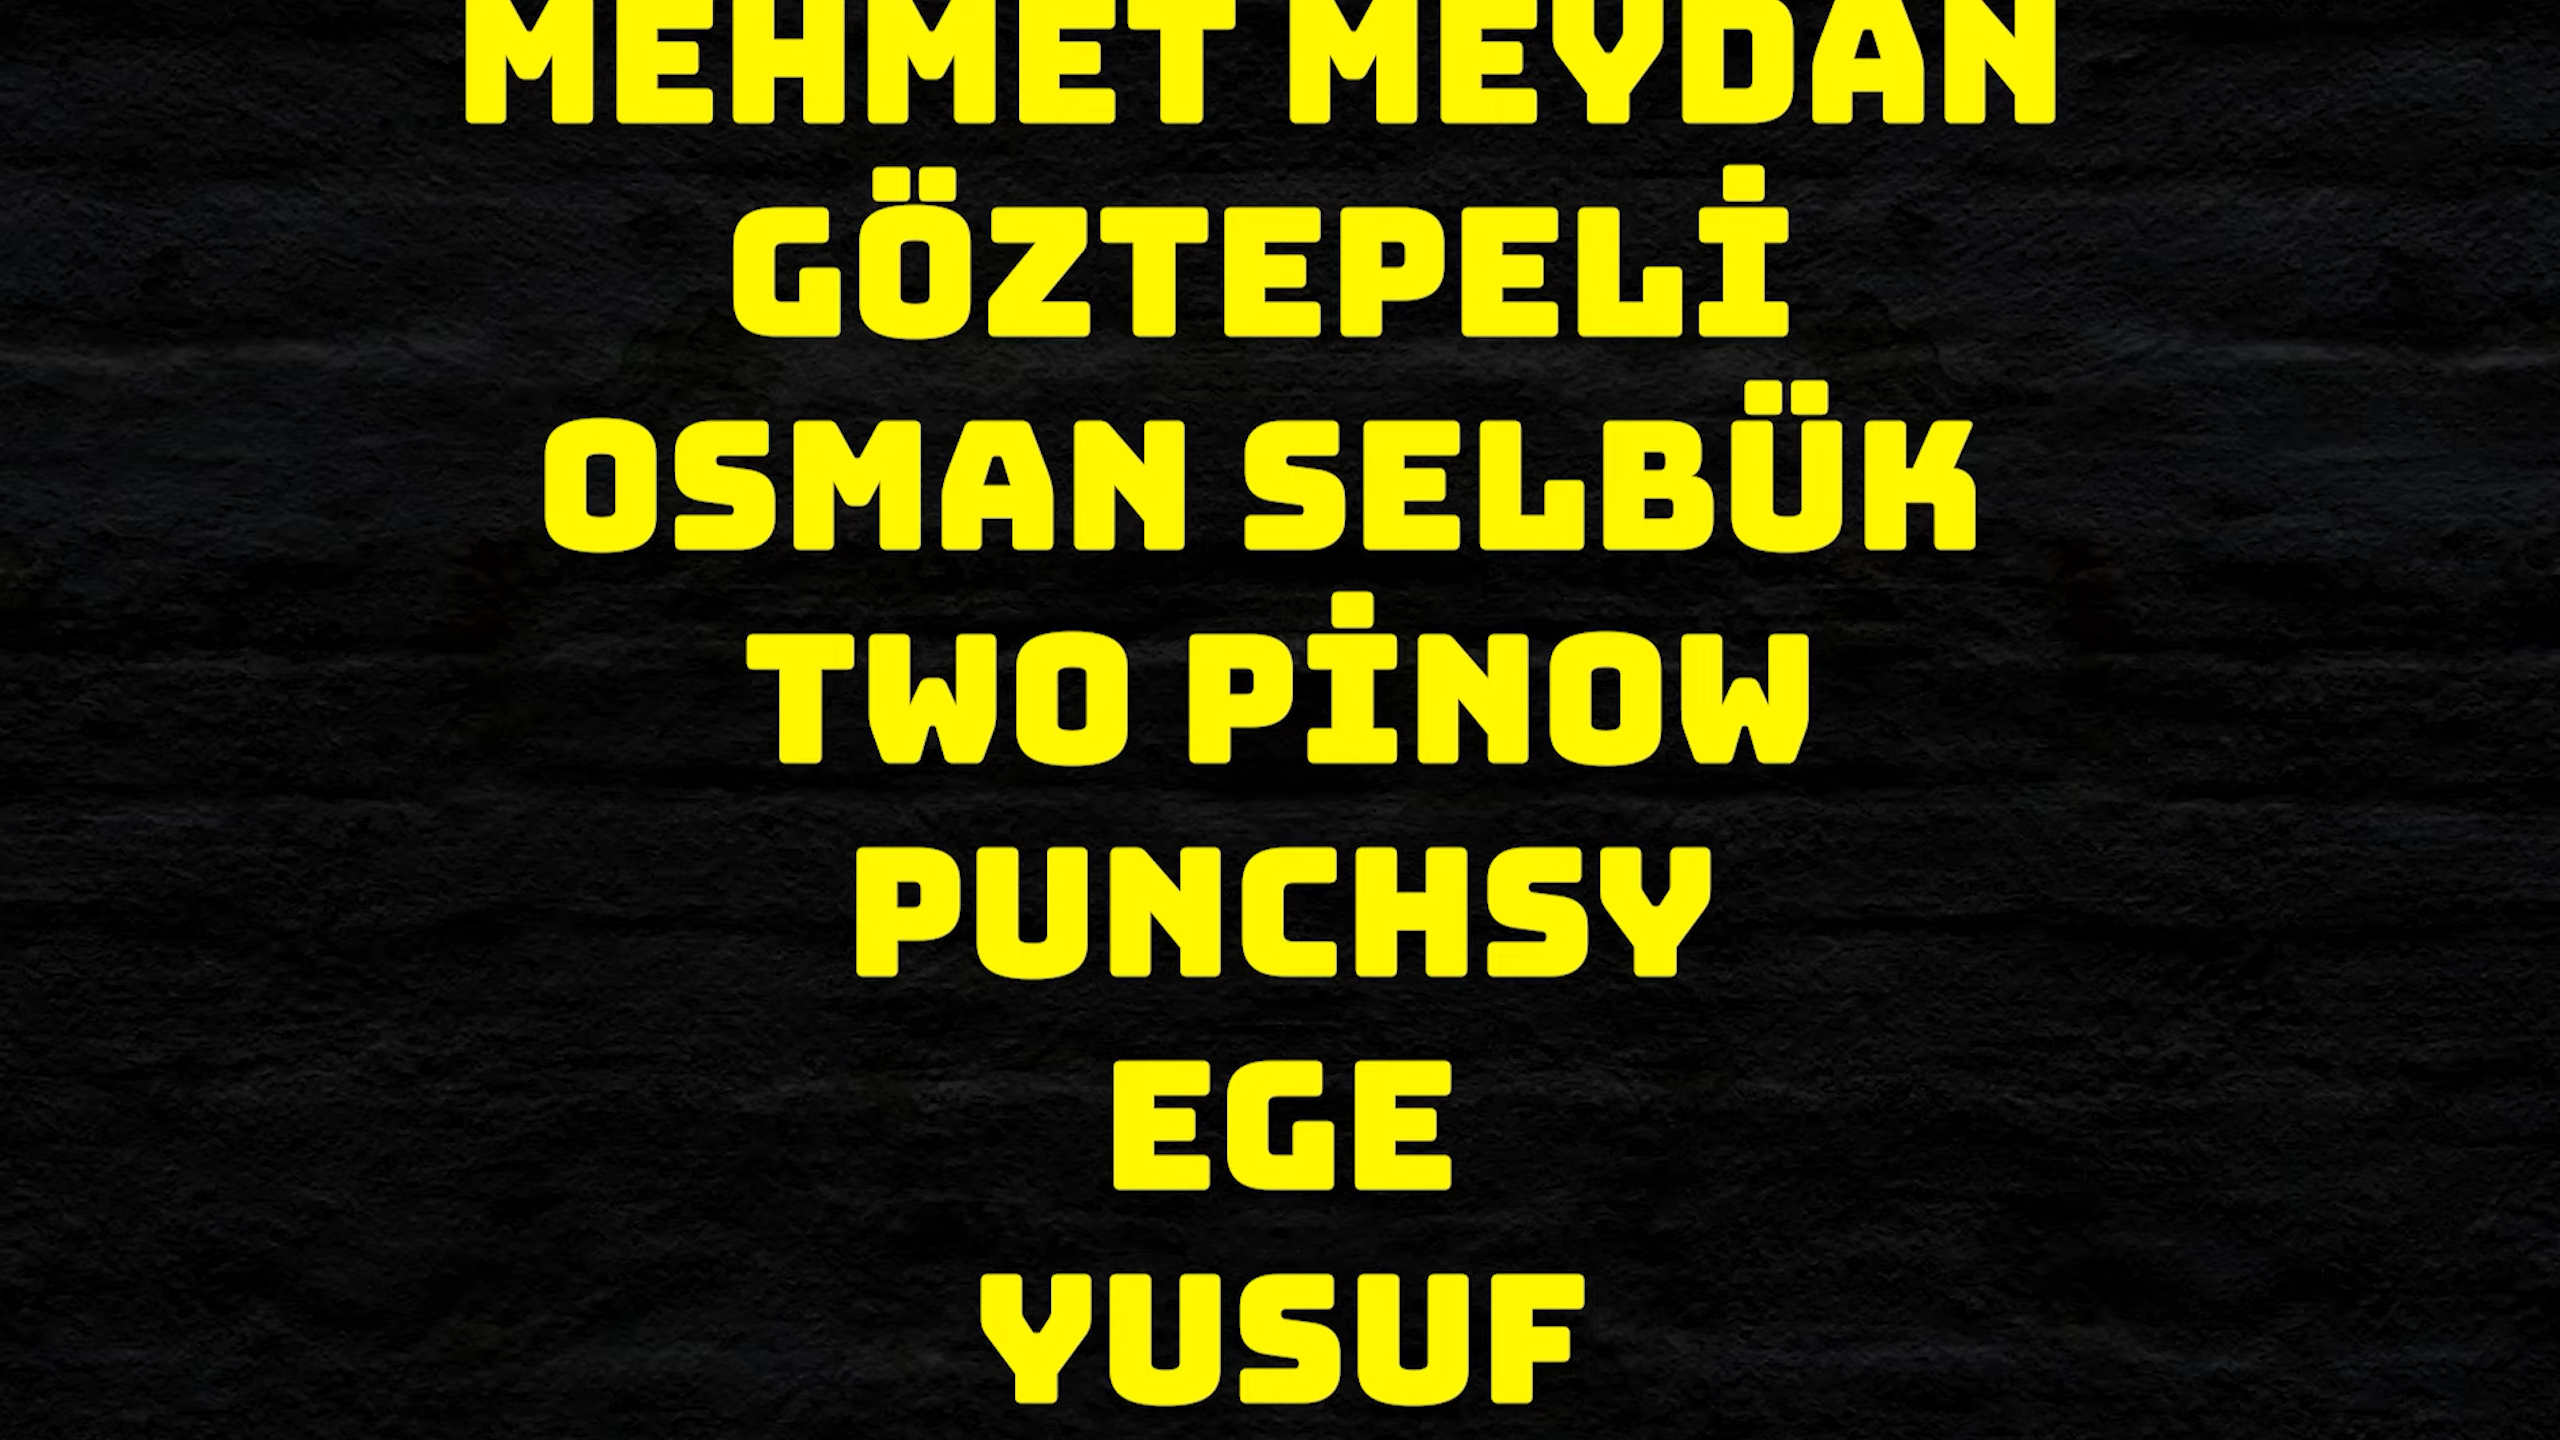 MEHMET MEYDAN
GÖZTEPELİ
OSMAN SELBÜK
TWO PİNOW
PUNCHSY
EGE
YUSUF